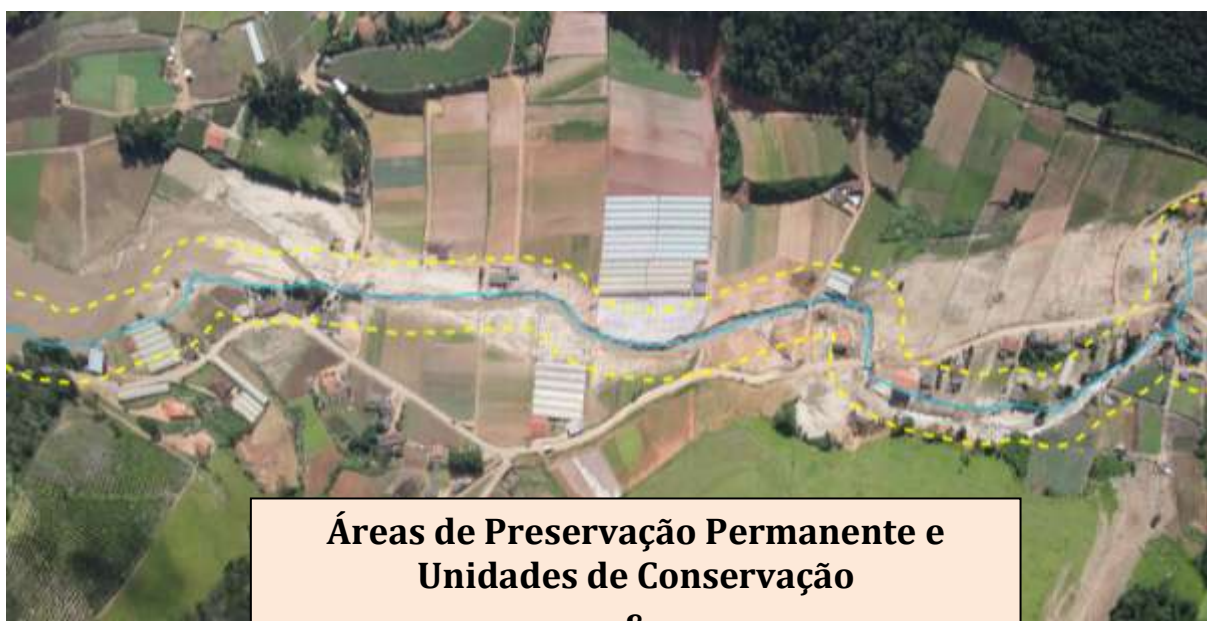 Áreas de Preservação Permanente e
Unidades de Conservação
&